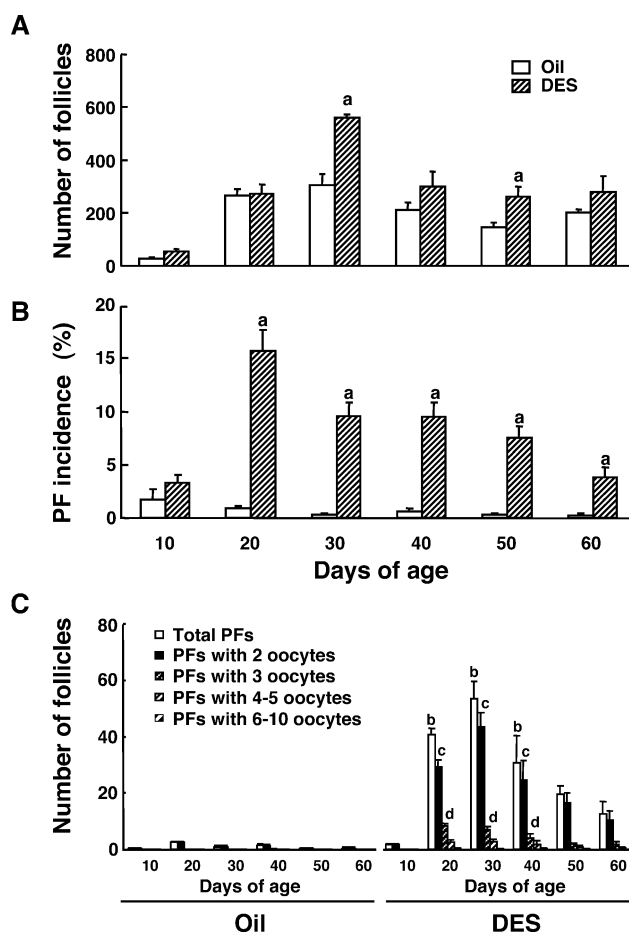 A
Number of follicles
800
600
400
200
0
Oil
DES
a
a
B
PF incidence (%)
20
15
10
5
0
a
a
a
a
a
10 20 30 40 50 60
Days of age
C
Number of follicles
80
60
40
20
0
Total PFs
PFs with 2 oocytes
PFs with 3 oocytes
PFs with 4-5 oocytes
PFs with 6-10 oocytes
b c d
b c d
b c d
10 20 30 40 50 60 10 20 30 40 50 60
Days of age Days of age
Oil DES